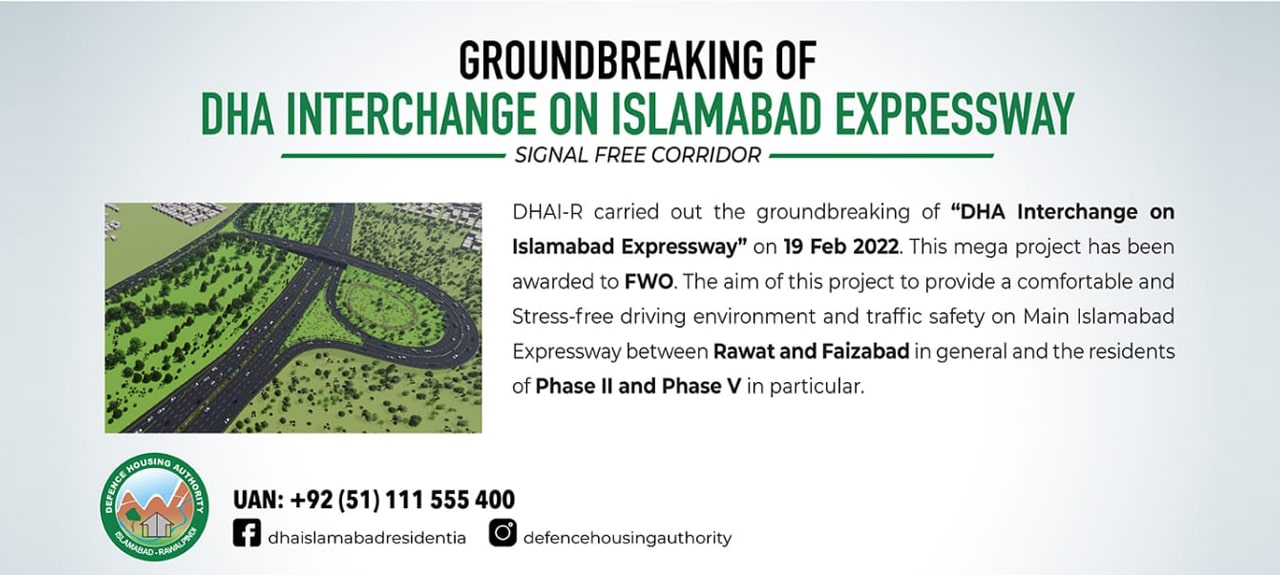 GROUNDBREAKING OF
DHA INTERCHANGE ON ISLAMABAD EXPRESSWAY
SIGNAL FREE CORRIDOR
DHAI-R carried out the groundbreaking of “DHA Interchange on
Islamabad Expressway” on 19 Feb 2022. This mega project has been
awarded to FWO. The aim of this project to provide a comfortable and
Stress-free driving environment and traffic safety on Main Islamabad
Expressway between Rawat and Faizabad in general and the residents
of Phase II and Phase V in particular.
DEFENCE HOUSING AUTHORITY
ISLAMABAD-RAWALPINDI
UAN: +92 (51) 111 555 400
dhaislamabadresidentia defencehousingauthority